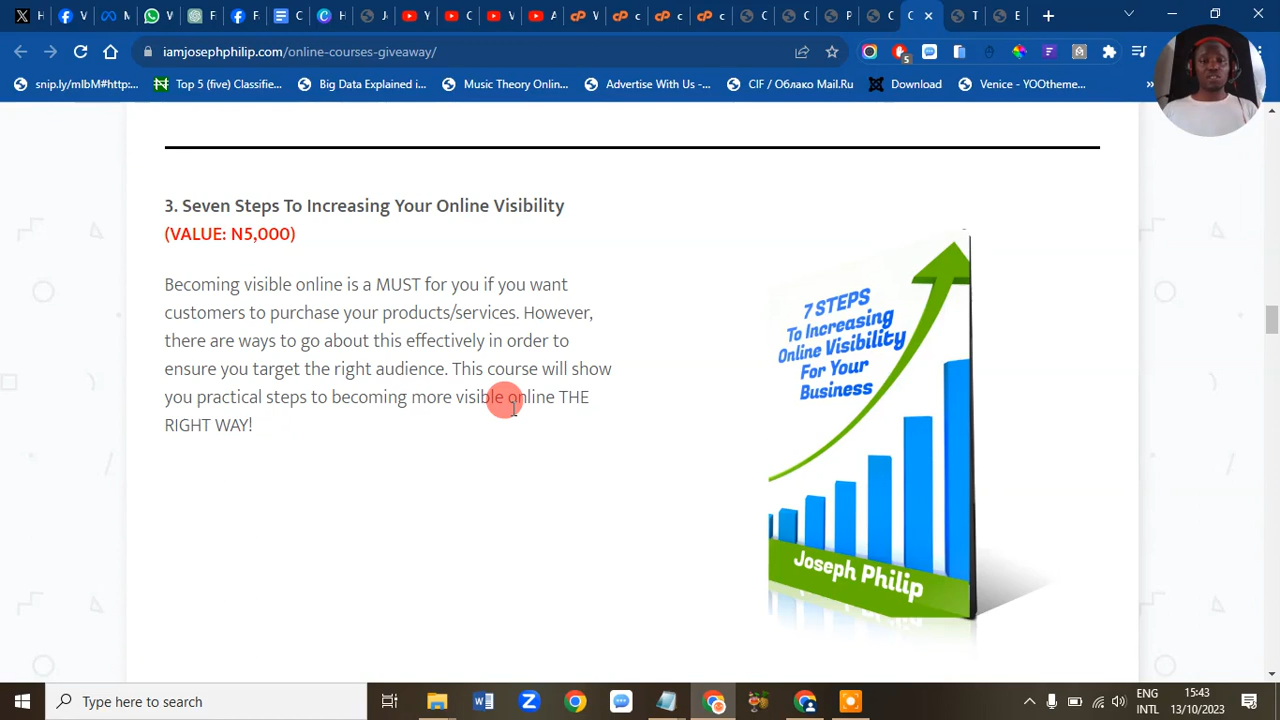 X
iamjosephphilip.com/online-courses-giveaway/
5
snip.ly/mlbM#http:...
Top 5 (five) Classifie...
Big Data Explained i...
Music Theory Online...
Advertise With Us -...
CIF / Облако Mail.Ru
Download
Venice - YOOtheme...
»
3. Seven Steps To Increasing Your Online Visibility
(VALUE: N5,000)
Becoming visible online is a MUST for you if you want
customers to purchase your products/services. However,
there are ways to go about this effectively in order to
ensure you target the right audience. This course will show
you practical steps to becoming more visible online THE
RIGHT WAY!
7 STEPS
To Increasing
Online Visibility
For Your
Business
Joseph Philip
Type here to search
ENG
INTL
15:43
13/10/2023